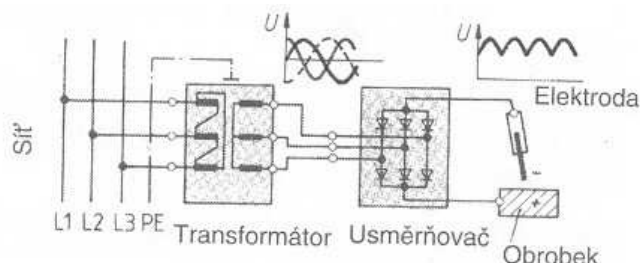 U
U
Elektroda
Síť
L1 L2 L3 PE
Transformátor
Usměrňovač
Obrobek